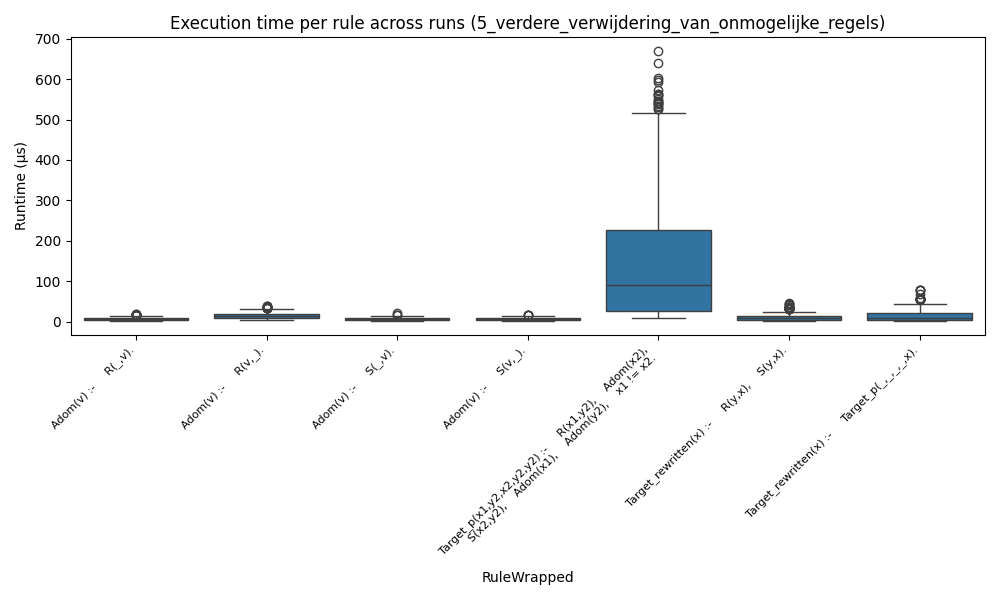 Execution time per rule across runs (5_verdere_verwijdering_van_onmogelijke_regels)
Runtime (µs)
700
600
500
400
300
200
100
0
Adom(v) :-    R(_,v).
Adom(v) :-    R(v,_).
Adom(v) :-    S(_,v).
Adom(v) :-    S(v,_).
Target_p(x1,y2,x2,y2,y2) :-    R(x1,y2),    Adom(x2),
S(x2,y2),    Adom(x1),    Adom(y2),    x1 != x2.
Target_rewritten(x) :-    R(y,x),    S(y,x).
Target_rewritten(x) :-    Target_p(_,_,_,_,x).
RuleWrapped